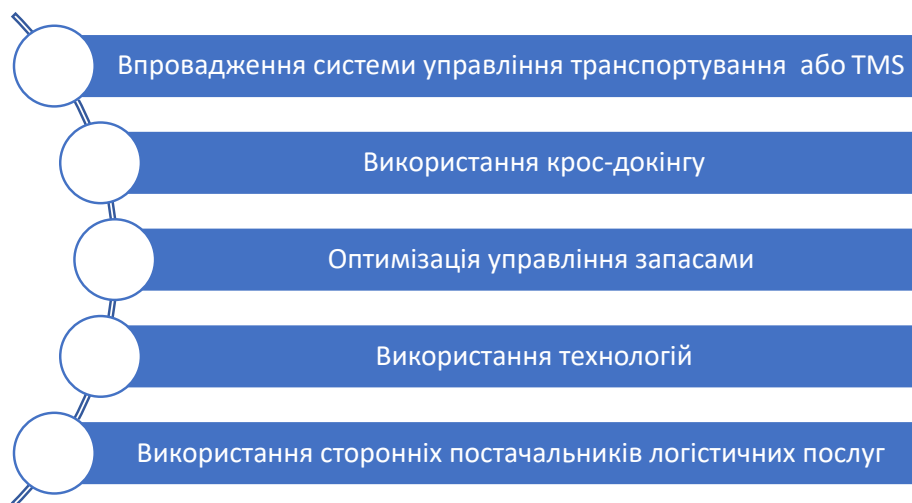 Впровадження системи управління транспортування або TMS
Використання крос-докінгу
Оптимізація управління запасами
Використання технологій
Використання сторонніх постачальників логістичних послуг